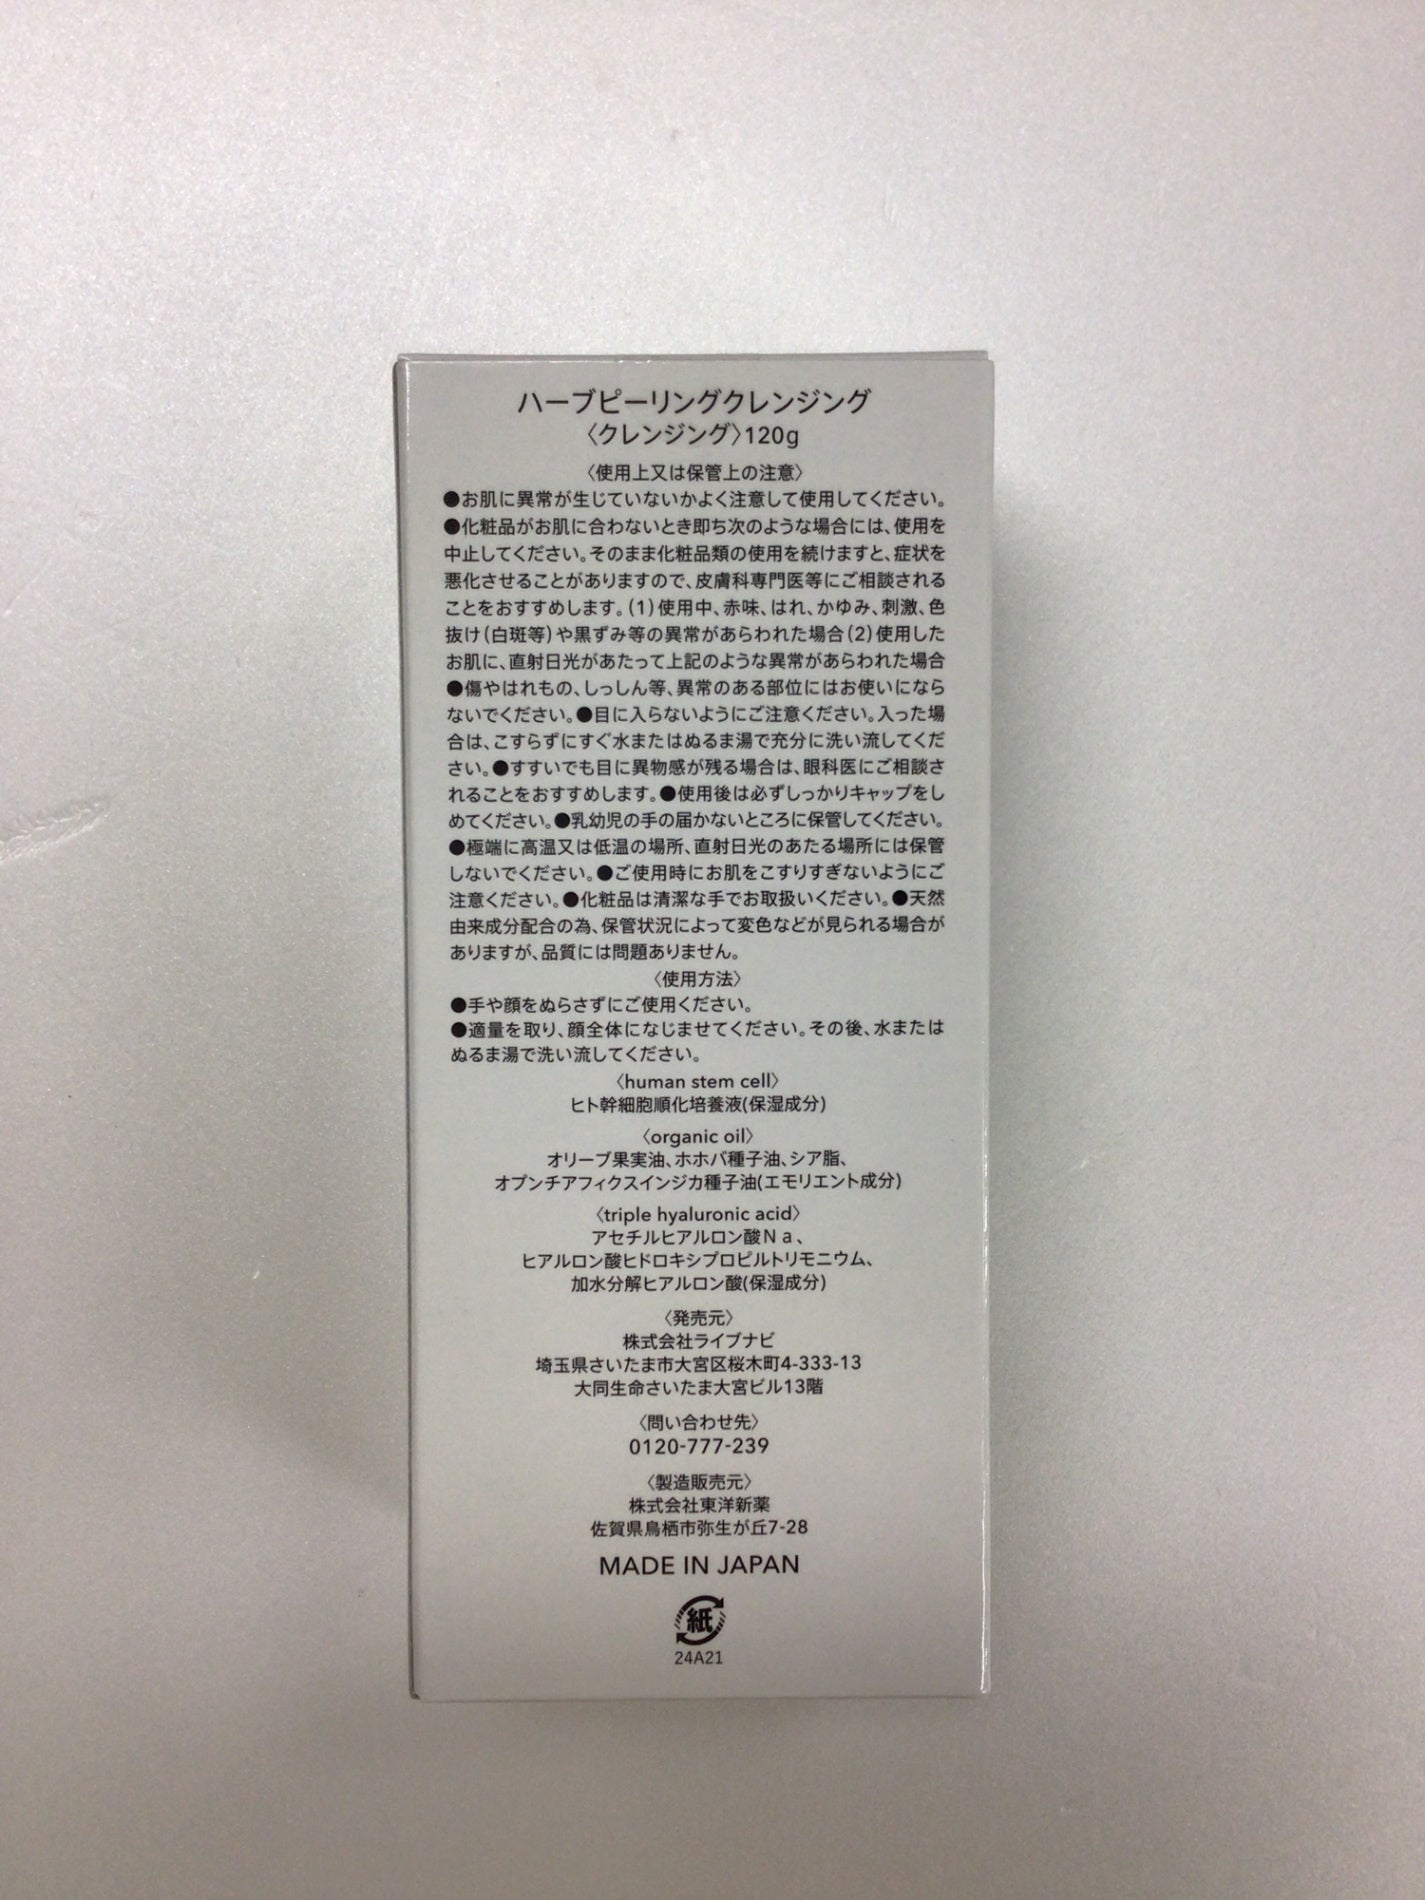 ハーブピーリングクレンジング
〈クレンジング〉120g
〈使用上又は保管上の注意〉
●お肌に異常が生じていないかよく注意して使用してください。
●化粧品がお肌に合わないとき即ち次のような場合には、使用を
中止してください。そのまま化粧品類の使用を続けますと、症状を
悪化させることがありますので、皮膚科専門医等にご相談される
ことをおすすめします。(1)使用中、赤味、はれ、かゆみ、刺激、色
抜け(白斑等)や黒ずみ等の異常があらわれた場合(2)使用した
お肌に、直射日光があたって上記のような異常があらわれた場合
●傷やはれもの、しっしん等、異常のある部位にはお使いになら
ないでください。●目に入らないようにご注意ください。入った場
合は、こすらずにすぐ水またはぬるま湯で充分に洗い流してくだ
さい。●すすいでも目に異物感が残る場合は、眼科医にご相談さ
れることをおすすめします。●使用後は必ずしっかりキャップをし
めてください。●乳幼児の手の届かないところに保管してください。
●極端に高温又は低温の場所、直射日光のあたる場所には保管
しないでください。●ご使用時にお肌をこすりすぎないようにご
注意ください。●化粧品は清潔な手でお取扱いください。●天然
由来成分配合の為、保管状況によって変色などが見られる場合が
ありますが、品質には問題ありません。
〈使用方法〉
●手や顔をぬらさずにご使用ください。
●適量を取り、顔全体になじませてください。その後、水または
ぬるま湯で洗い流してください。
〈human stem cell〉
ヒト幹細胞順化培養液(保湿成分)
〈organic oil〉
オリーブ果実油、ホホバ種子油、シア脂、
オプンチアフィクスインジカ種子油(エモリエント成分)
〈triple hyaluronic acid〉
アセチルヒアルロン酸Ｎａ、
ヒアルロン酸ヒドロキシプロピルトリモニウム、
加水分解ヒアルロン酸(保湿成分)
〈発売元〉
株式会社ライブナビ
埼玉県さいたま市大宮区桜木町4-333-13
大同生命さいたま大宮ビル13階
〈問い合わせ先〉
0120-777-239
〈製造販売元〉
株式会社東洋新薬
佐賀県鳥栖市弥生が丘7-28
MADE IN JAPAN
紙
24A21